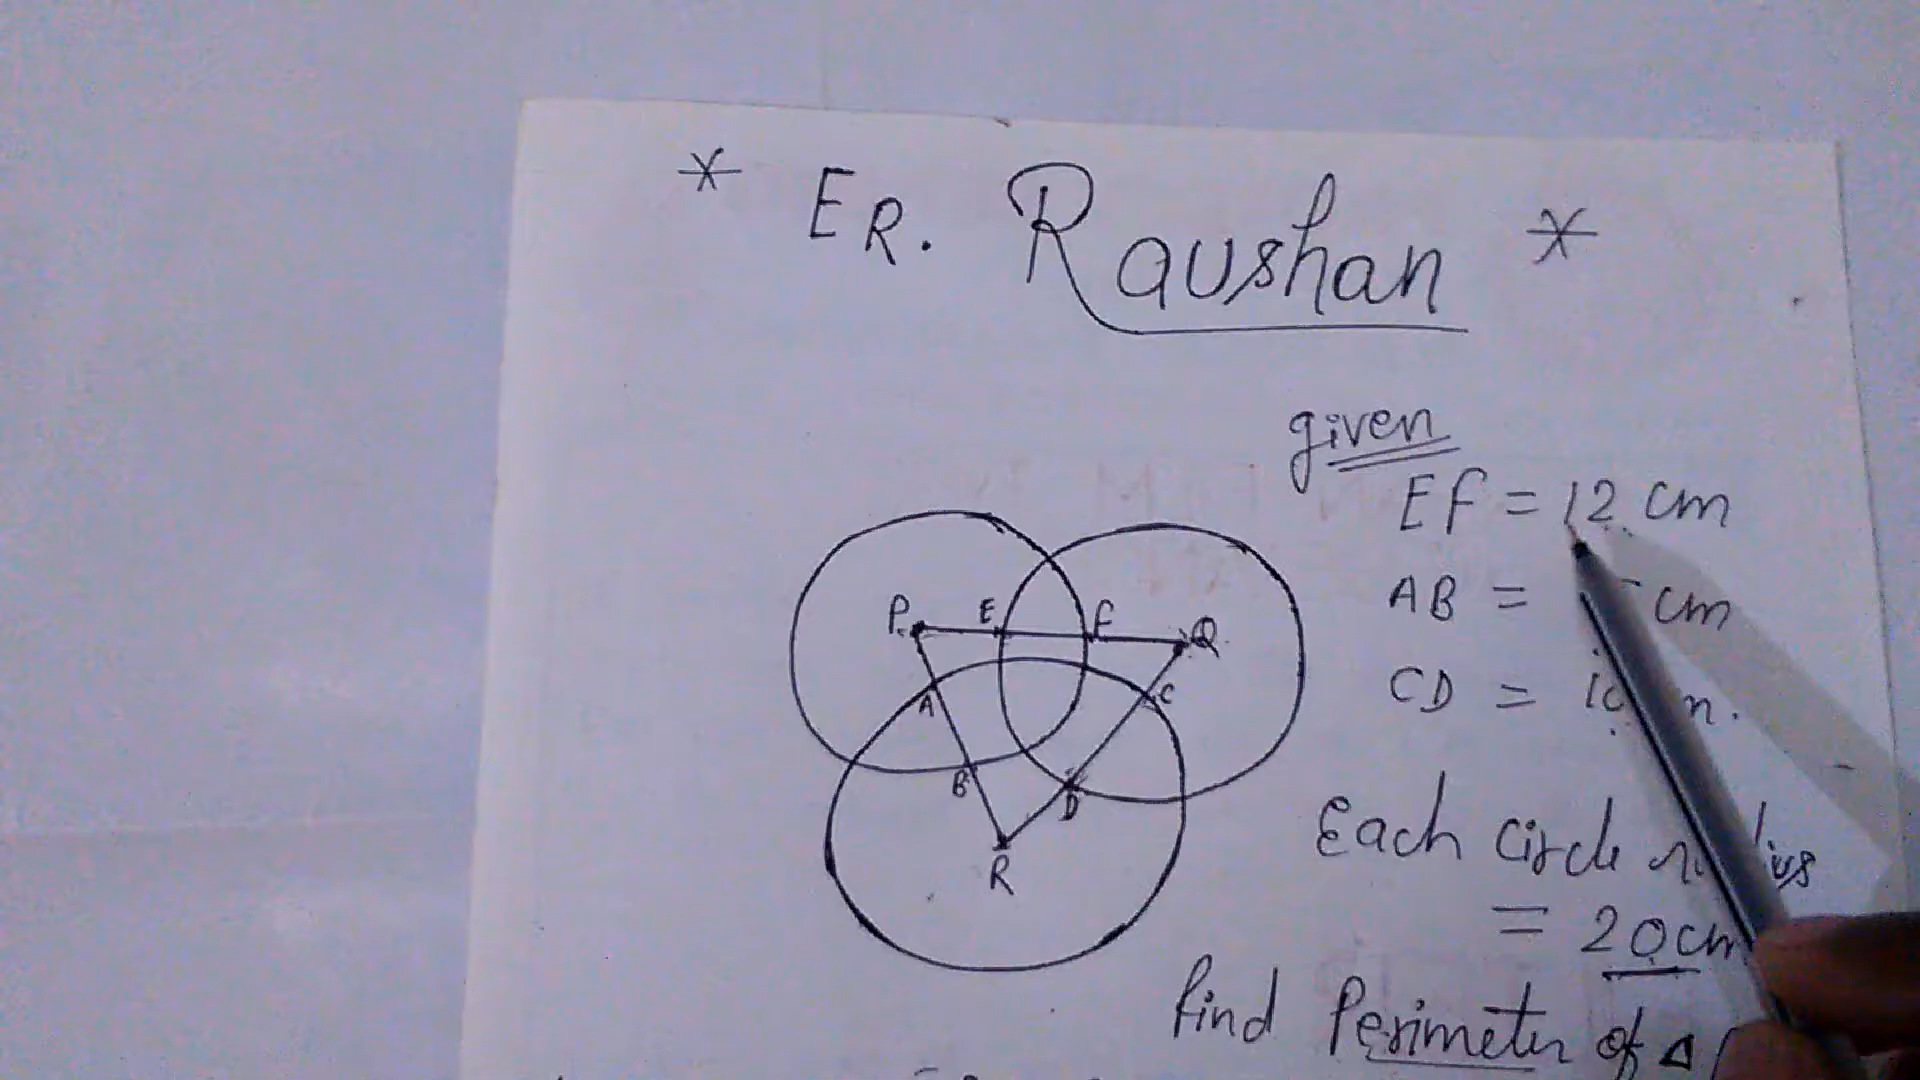 * ER. Raushan *
given
EF = 12 cm
AB = cm
CD =
P E F Q
A C
B D
R
Each circle
= 20cm
find Perimeter of Δ